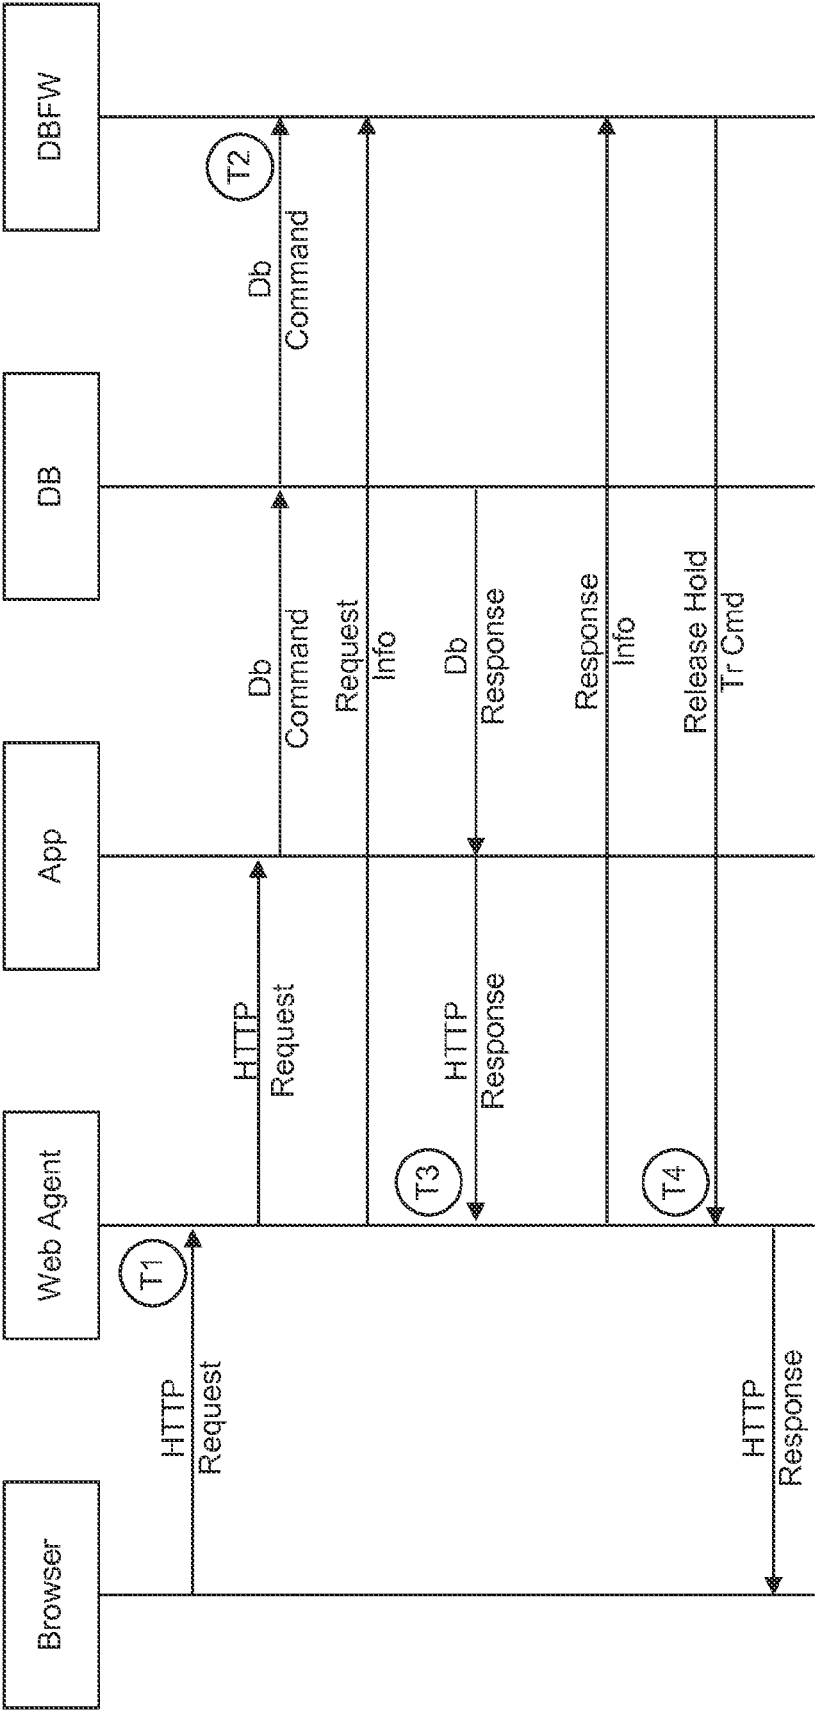 Browser
Web Agent
App
DB
DBFW
HTTP
Request
T1
HTTP
Request
Db
Command
Db
Command
T2
Request
Info
HTTP
Response
T3
Db
Response
Response
Info
Release Hold
Tr Cmd
T4
HTTP
Response